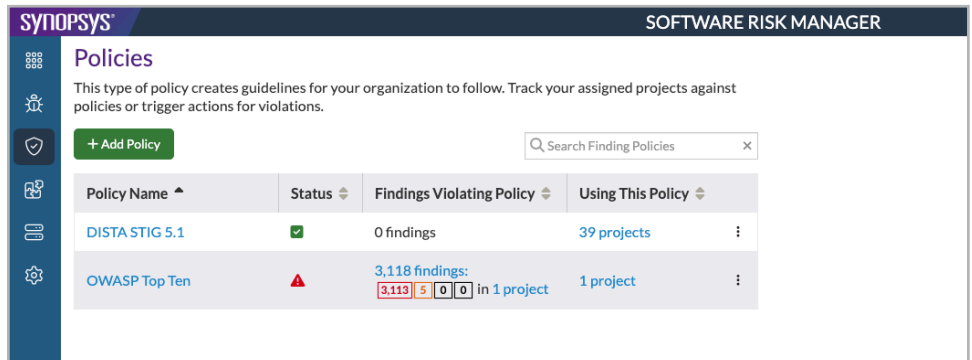 SYNOPSYS®
SOFTWARE RISK MANAGER
Policies
This type of policy creates guidelines for your organization to follow. Track your assigned projects against
policies or trigger actions for violations.
+ Add Policy
Search Finding Policies
Policy Name Status Findings Violating Policy Using This Policy
DISTA STIG 5.1 0 findings 39 projects
OWASP Top Ten 3,118 findings: 1 project
3,113 5 0 0 in 1 project